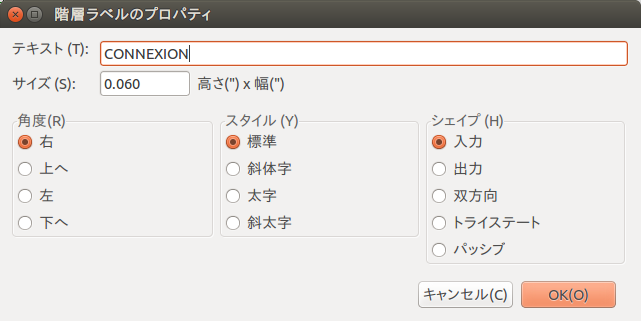 階層ラベルのプロパティ
テキスト (T): CONNEXION
サイズ (S): 0.060 高さ(") x 幅(")
角度(R)
右
上へ
左
下へ
スタイル (Y)
標準
斜体字
太字
斜太字
シェイプ (H)
入力
出力
双方向
トライステート
パッシブ
キャンセル(C) OK(O)